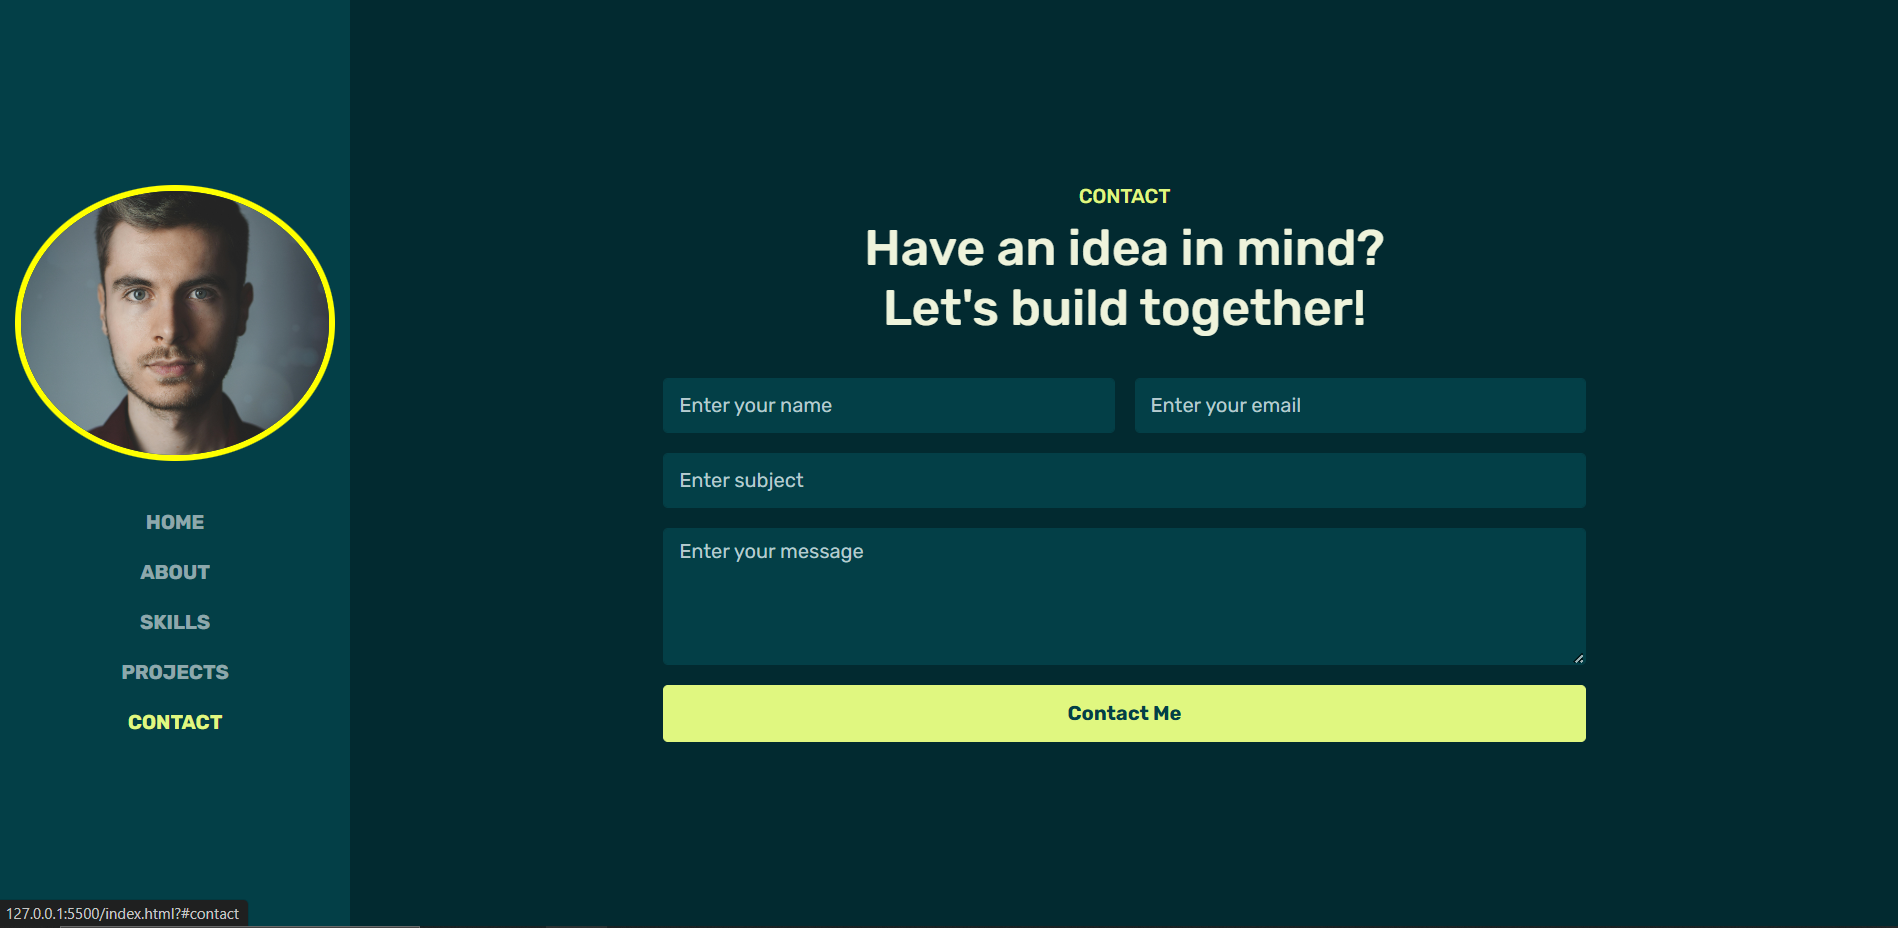 HOME
ABOUT
SKILLS
PROJECTS
CONTACT
CONTACT
Have an idea in mind?
Let's build together!
Enter your name
Enter your email
Enter subject
Enter your message
Contact Me
127.0.0.1:5500/index.html?#contact